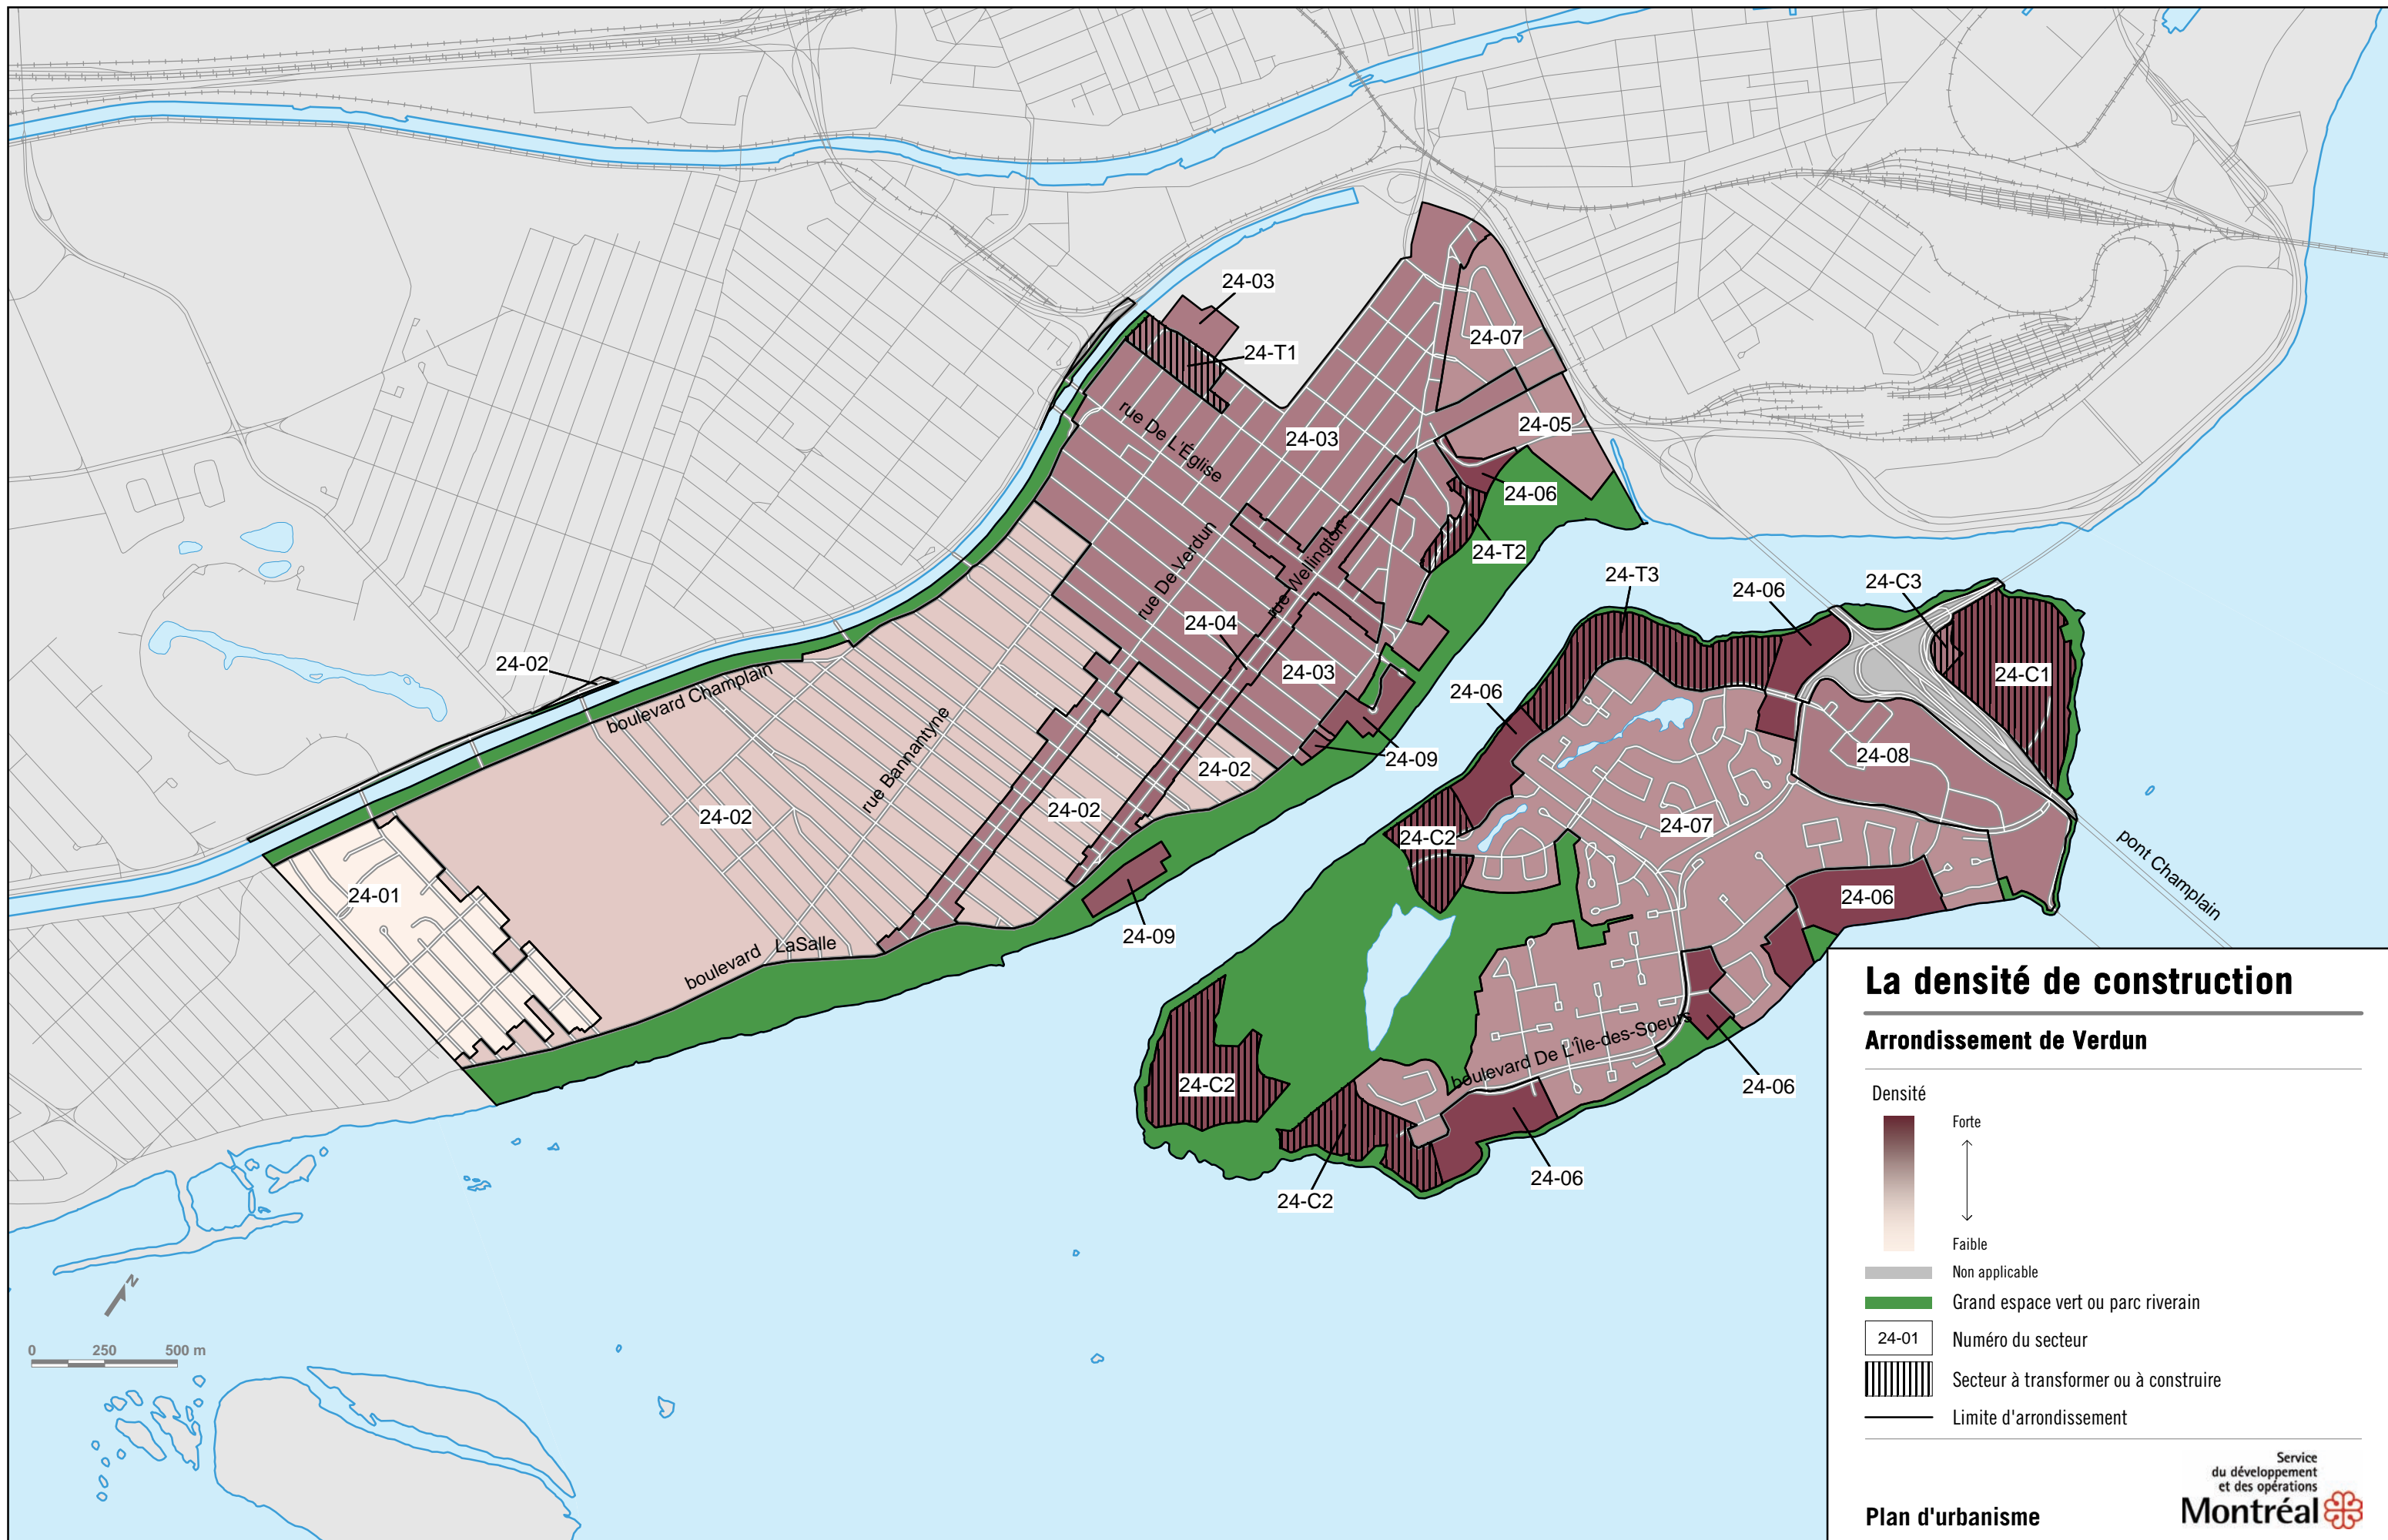 24-03
24-T1
24-07
rue De L'Église
24-03
24-05
24-06
24-T2
rue De Verdun
rue Wellington
24-T3
24-06
24-C3
24-04
24-02
24-03
24-C1
24-06
boulevard Champlain
24-09
24-08
rue Bannantyne
24-02
24-02
24-02
24-C2
24-07
pont Champlain
24-01
24-06
24-09
boulevard LaSalle
boulevard De L'Île-des-Soeurs
24-C2
24-06
24-06
24-C2
N
0 250 500 m
La densité de construction
Arrondissement de Verdun
Densité
Forte
Faible
Non applicable
Grand espace vert ou parc riverain
24-01 Numéro du secteur
Secteur à transformer ou à construire
Limite d'arrondissement
Service
du développement
et des opérations
Montréal
Plan d'urbanisme